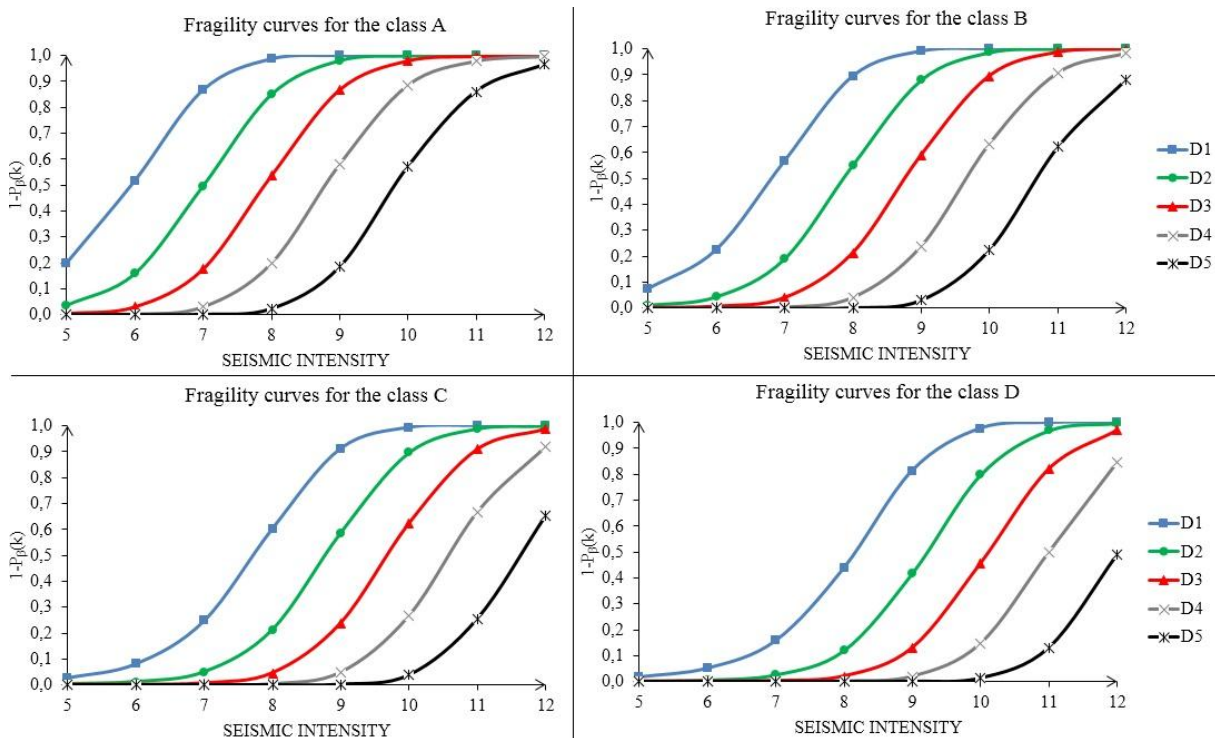 Fragility curves for the class A
1,0
0,9
0,8
0,7
0,6
0,5
0,4
0,3
0,2
0,1
0,0
1-Pβ(k)
5 6 7 8 9 10 11 12
SEISMIC INTENSITY
Fragility curves for the class B
1,0
0,9
0,8
0,7
0,6
0,5
0,4
0,3
0,2
0,1
0,0
1-Pβ(k)
5 6 7 8 9 10 11 12
SEISMIC INTENSITY
D1
D2
D3
D4
D5
Fragility curves for the class C
1,0
0,9
0,8
0,7
0,6
0,5
0,4
0,3
0,2
0,1
0,0
1-Pβ(k)
5 6 7 8 9 10 11 12
SEISMIC INTENSITY
Fragility curves for the class D
1,0
0,9
0,8
0,7
0,6
0,5
0,4
0,3
0,2
0,1
0,0
1-Pβ(k)
5 6 7 8 9 10 11 12
SEISMIC INTENSITY
D1
D2
D3
D4
D5